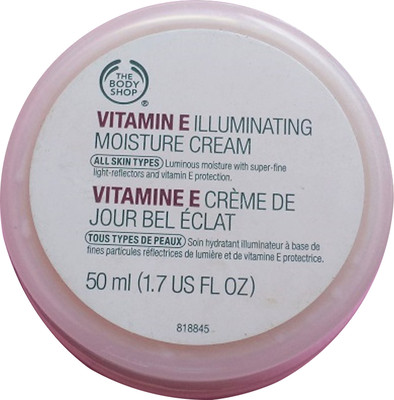 THE
BODY
SHOP®
VITAMIN E ILLUMINATING
MOISTURE CREAM
ALL SKIN TYPES Luminous moisture with super-fine
light-reflectors and vitamin E protection.
VITAMINE E CRÈME DE
JOUR BEL ÉCLAT
TOUS TYPES DE PEAUX Soin hydratant illuminateur à base de
fines particules réflectrices de lumière et de vitamine E protectrice.
50 ml (1.7 US FL OZ)
818845